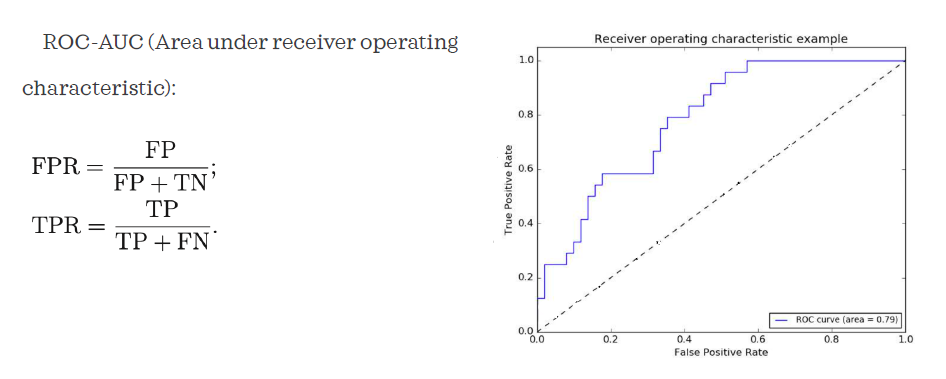 ROC-AUC (Area under receiver operating
characteristic):
FPR = FP / (FP + TN);
TPR = TP / (TP + FN).
Receiver operating characteristic example
True Positive Rate
1.0
0.8
0.6
0.4
0.2
0.0
0.0 0.2 0.4 0.6 0.8 1.0
False Positive Rate
ROC curve (area = 0.79)